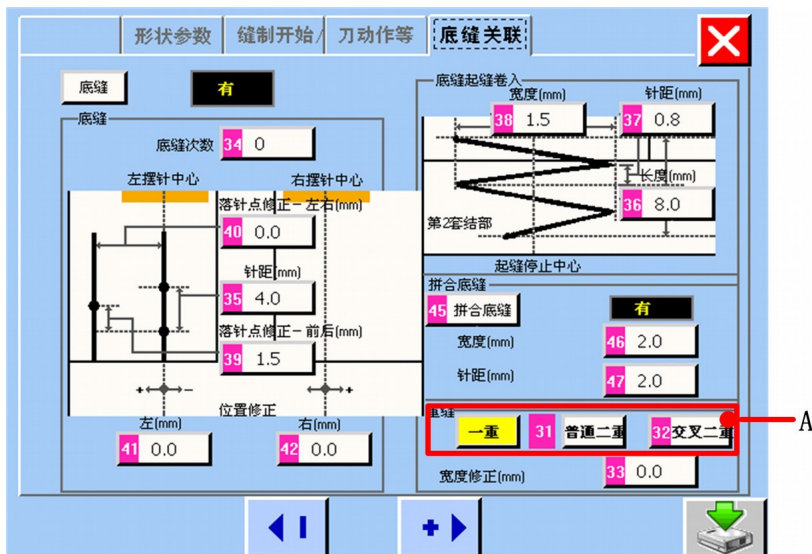 形状参数 缝制开始/ 刀动作等 底缝关联
底缝 有
底缝
底缝次数 34 0
左摆针中心 右摆针中心
落针点修正－左右(mm)
40 0.0
针距(mm)
35 4.0
落针点修正－前后(mm)
39 1.5
位置修正
左(mm) 右(mm)
41 0.0 42 0.0
底缝起缝卷入
宽度(mm) 针距(mm)
38 1.5 37 0.8
长度(mm)
36 8.0
第2套结部
起缝停止中心
拼合底缝
45 拼合底缝 有
宽度(mm) 46 2.0
针距(mm) 47 2.0
重缝
一重 31 普通二重 32 交叉二重
A
宽度修正(mm) 33 0.0